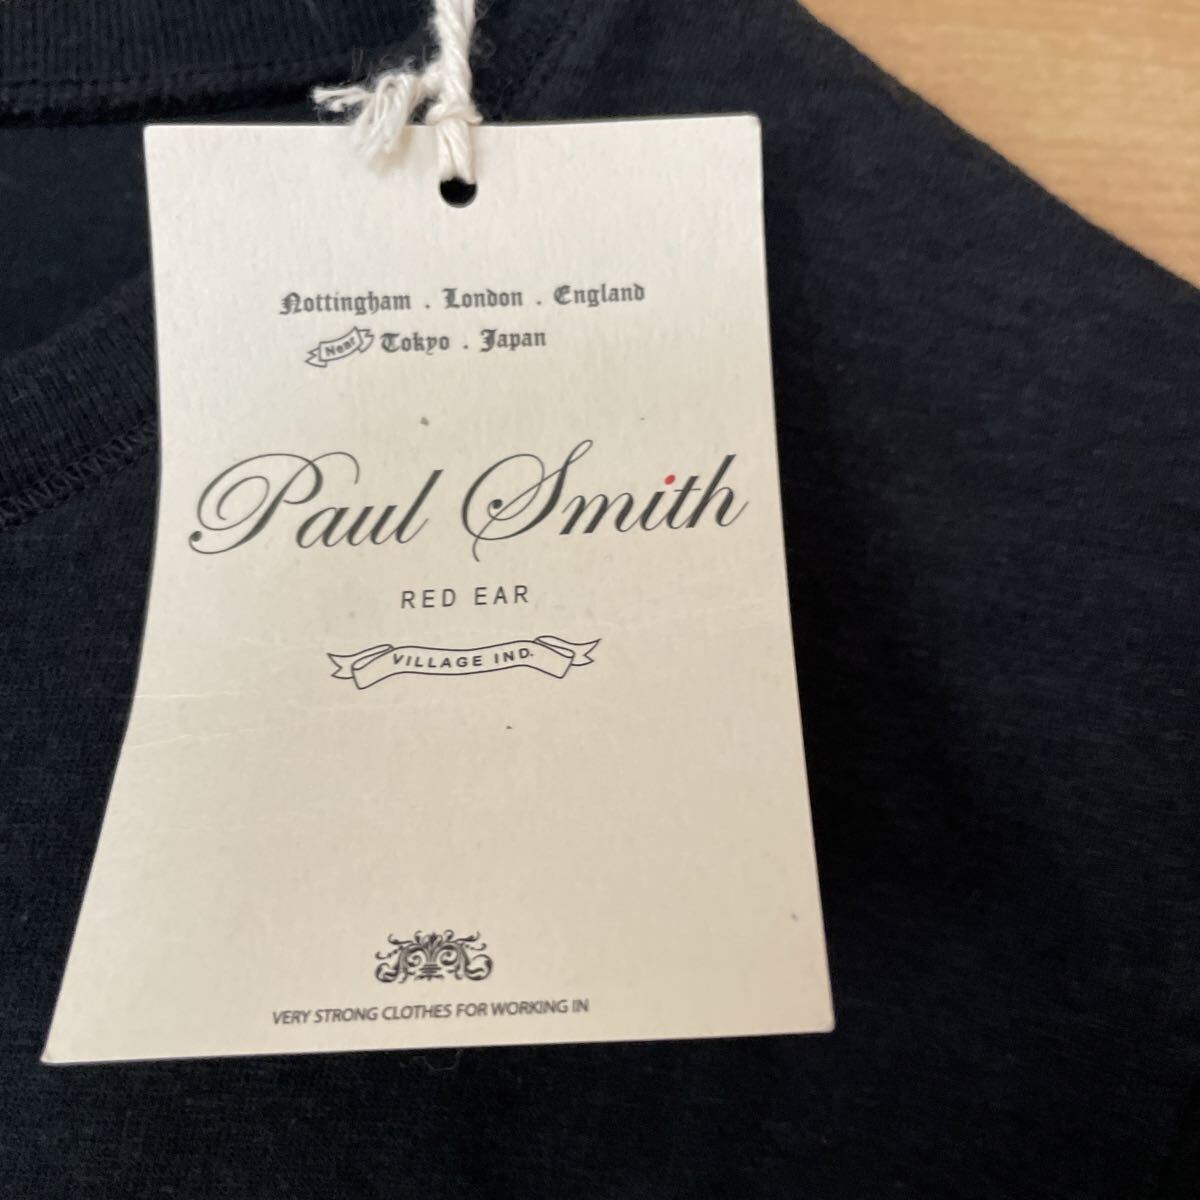 Nottingham . London . England
Near Tokyo . Japan
Paul Smith
RED EAR
VILLAGE IND.
VERY STRONG CLOTHES FOR WORKING IN